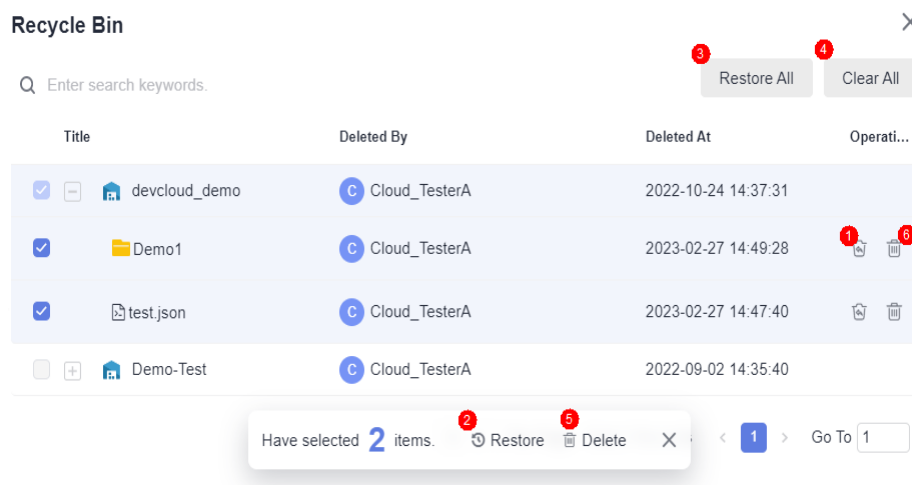 Recycle Bin
3
4
Enter search keywords.
Restore All
Clear All
Title
Deleted By
Deleted At
Operati...
devcloud_demo
C
Cloud_TesterA
2022-10-24 14:37:31
Demo1
C
Cloud_TesterA
2023-02-27 14:49:28
1
6
test.json
C
Cloud_TesterA
2023-02-27 14:47:40
Demo-Test
C
Cloud_TesterA
2022-09-02 14:35:40
2
5
Have selected 2 items.
Restore
Delete
1
Go To
1